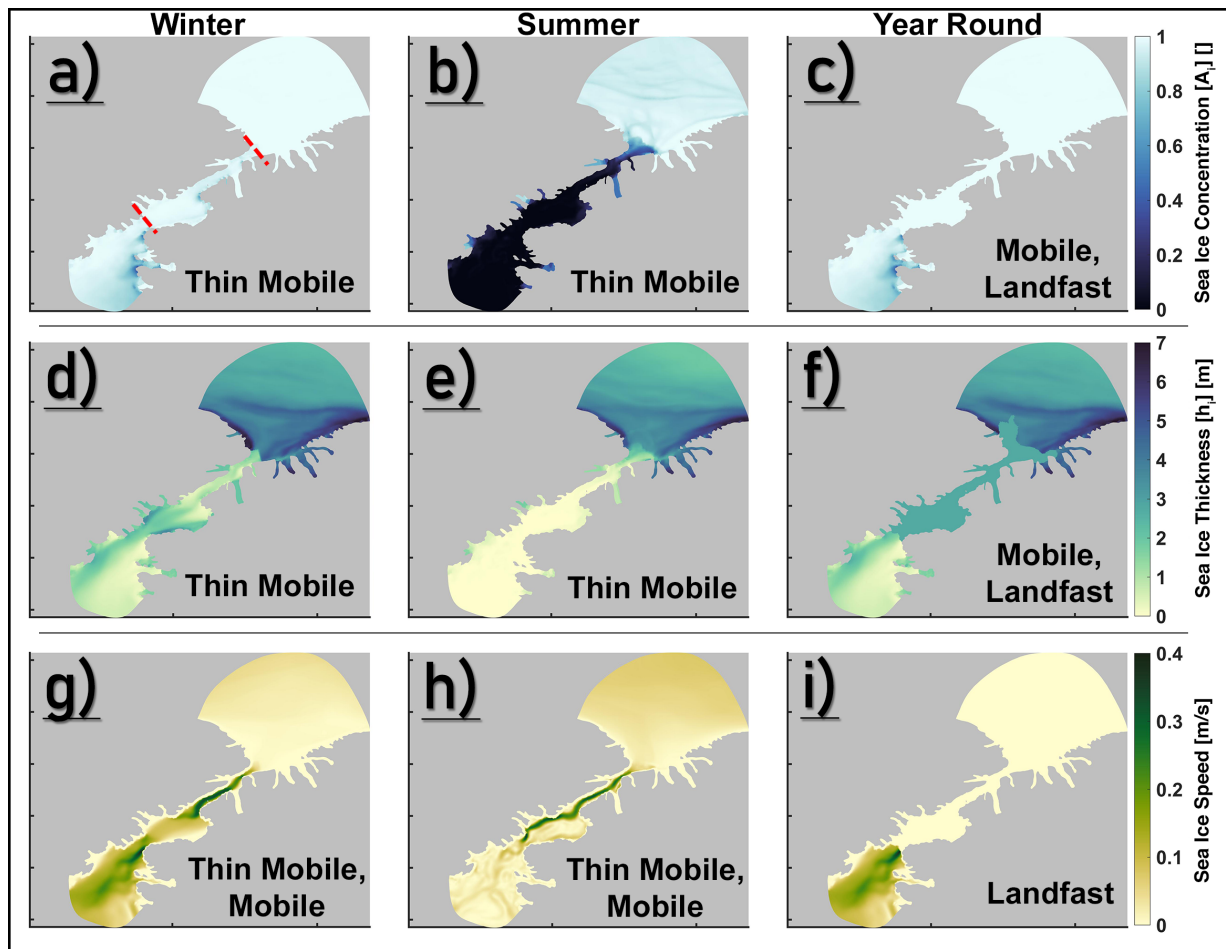 Winter
Summer
Year Round
a)
b)
c)
Thin Mobile
Thin Mobile
Mobile,
Landfast
1
0.8
0.6
0.4
0.2
0
Sea Ice Concentration [Aᵢ] []
d)
e)
f)
Thin Mobile
Thin Mobile
Mobile,
Landfast
7
6
5
4
3
2
1
0
Sea Ice Thickness [hᵢ] [m]
g)
h)
i)
Thin Mobile,
Mobile
Thin Mobile,
Mobile
Landfast
0.4
0.3
0.2
0.1
0
Sea Ice Speed [m/s]